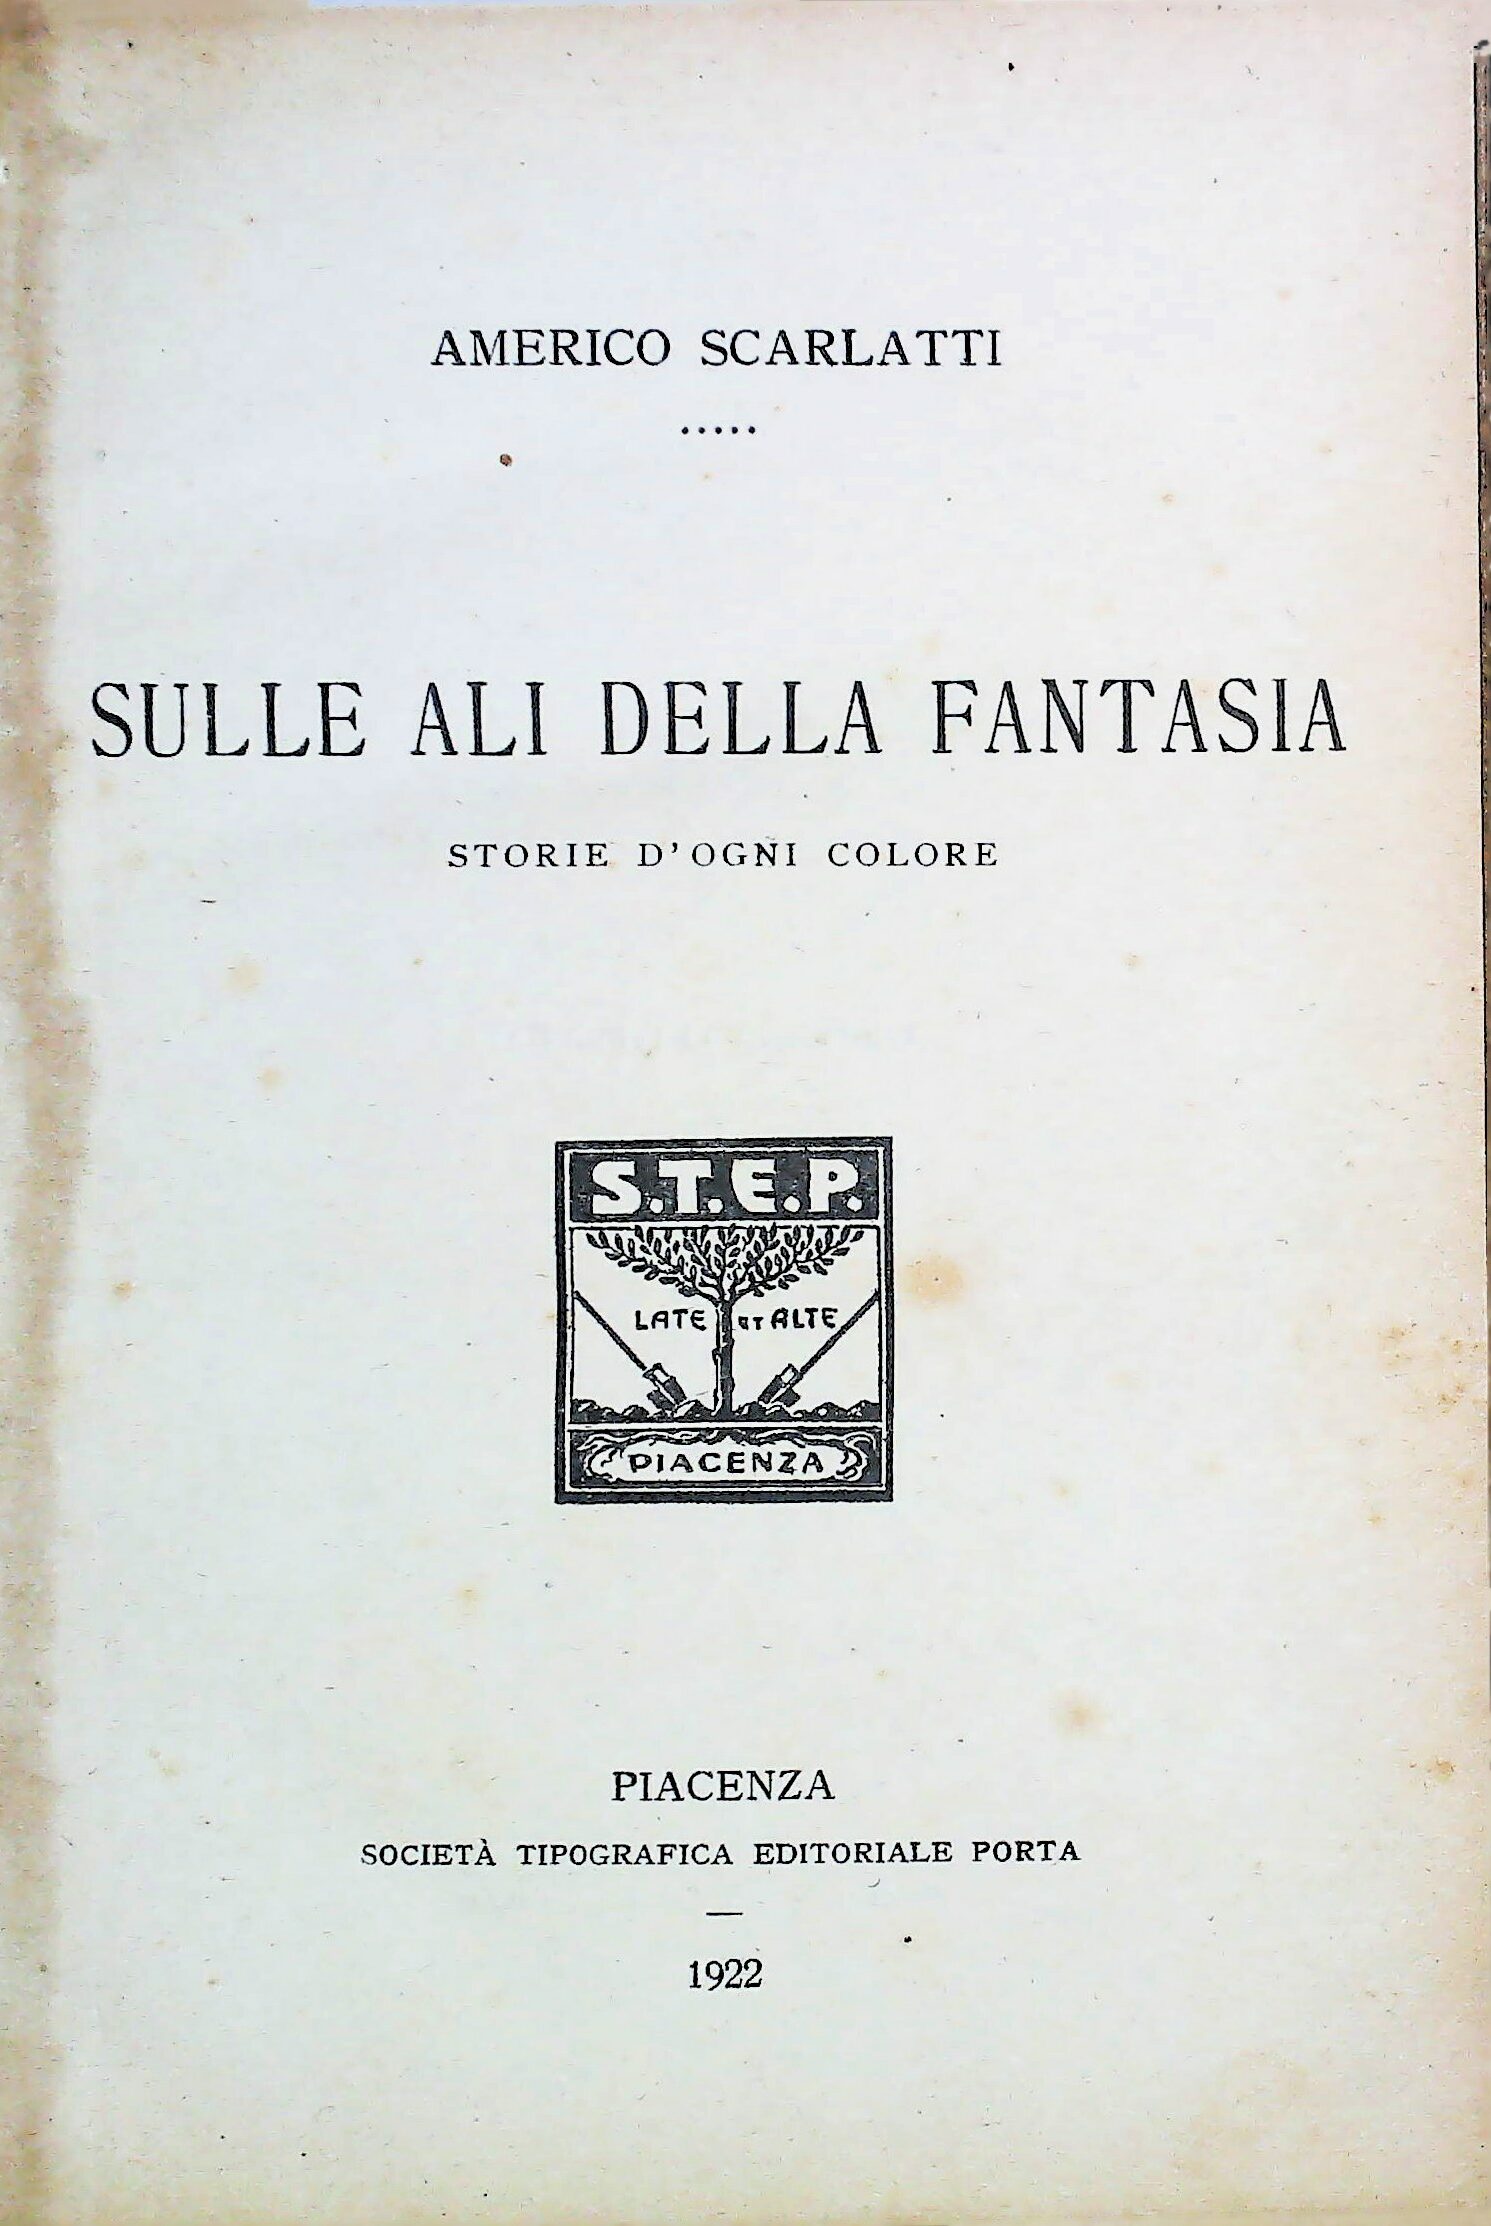 AMERICO SCARLATTI
.....
SULLE ALI DELLA FANTASIA
STORIE D'OGNI COLORE
S.T.E.P.
LATE ET ALTE
PIACENZA
PIACENZA
SOCIETÀ TIPOGRAFICA EDITORIALE PORTA
—
1922